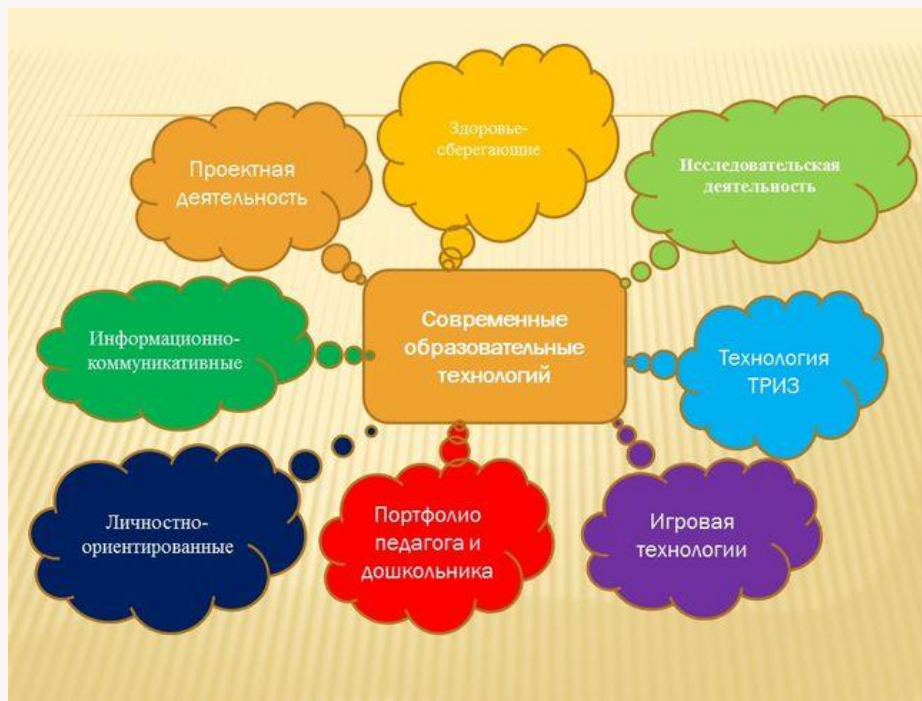 Здоровье-
сберегающие
Проектная
деятельность
Исследовательская
деятельность
Современные
образовательные
технологий
Информационно-
коммуникативные
Технология
ТРИЗ
Личностно-
ориентированные
Портфолио
педагога и
дошкольника
Игровая
технологии